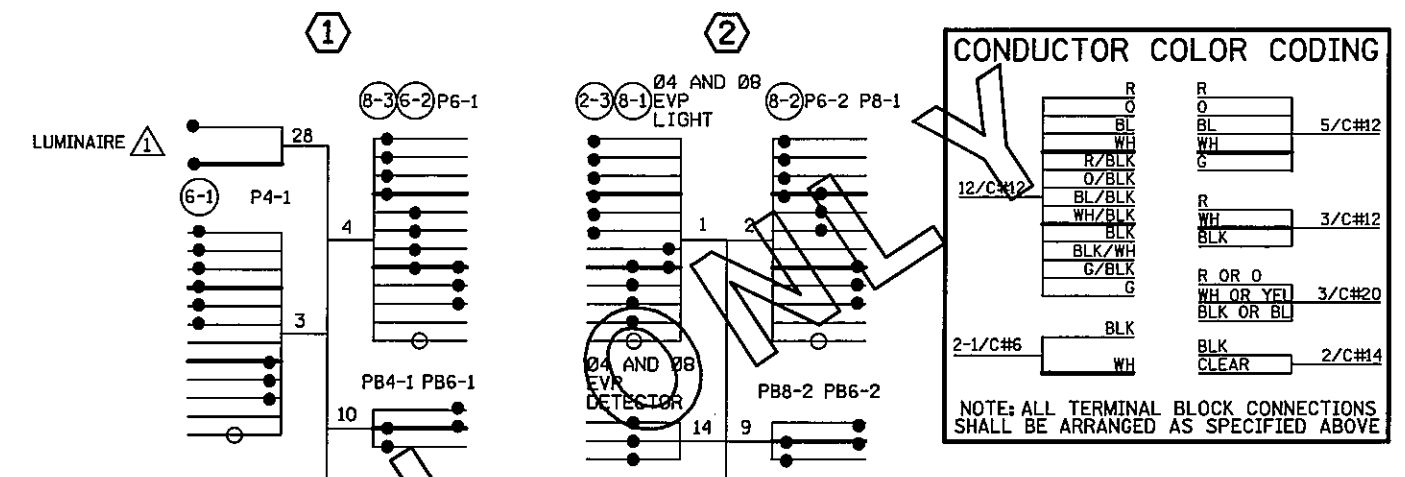 1
2
CONDUCTOR COLOR CODING
8-3 6-2 P6-1
2-3 8-1 Ø4 AND Ø8
EVP
LIGHT
8-2 P6-2 P8-1
LUMINAIRE 1
28
6-1 P4-1
4
3
1 2
PB4-1 PB6-1
10
Ø4 AND Ø8
EVP
DETECTOR
14 9
PB8-2 PB6-2
R
O
BL
WH
R/BLK
O/BLK
BL/BLK
WH/BLK
BLK
BLK/WH
G/BLK
G
12/C#12
R
O
BL
WH
G
5/C#12
R
WH
BLK
3/C#12
R OR O
WH OR YEL
BLK OR BL
3/C#20
2-1/C#6
BLK
WH
BLK
CLEAR
2/C#14
NOTE: ALL TERMINAL BLOCK CONNECTIONS
SHALL BE ARRANGED AS SPECIFIED ABOVE
ONLY